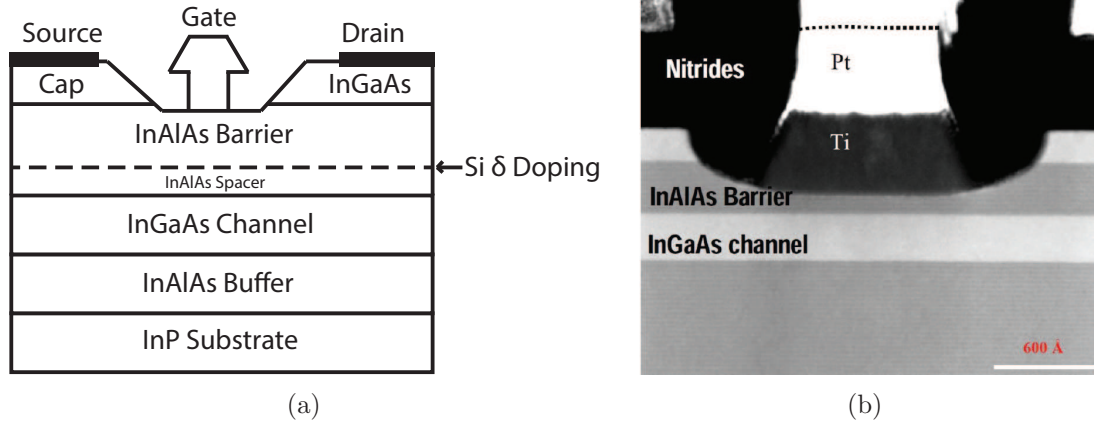 Gate
Source
Drain
Cap
InGaAs
InAlAs Barrier
Si δ Doping
InAlAs Spacer
InGaAs Channel
InAlAs Buffer
InP Substrate
(a)
Nitrides
Pt
Ti
InAlAs Barrier
InGaAs channel
600 Å
(b)